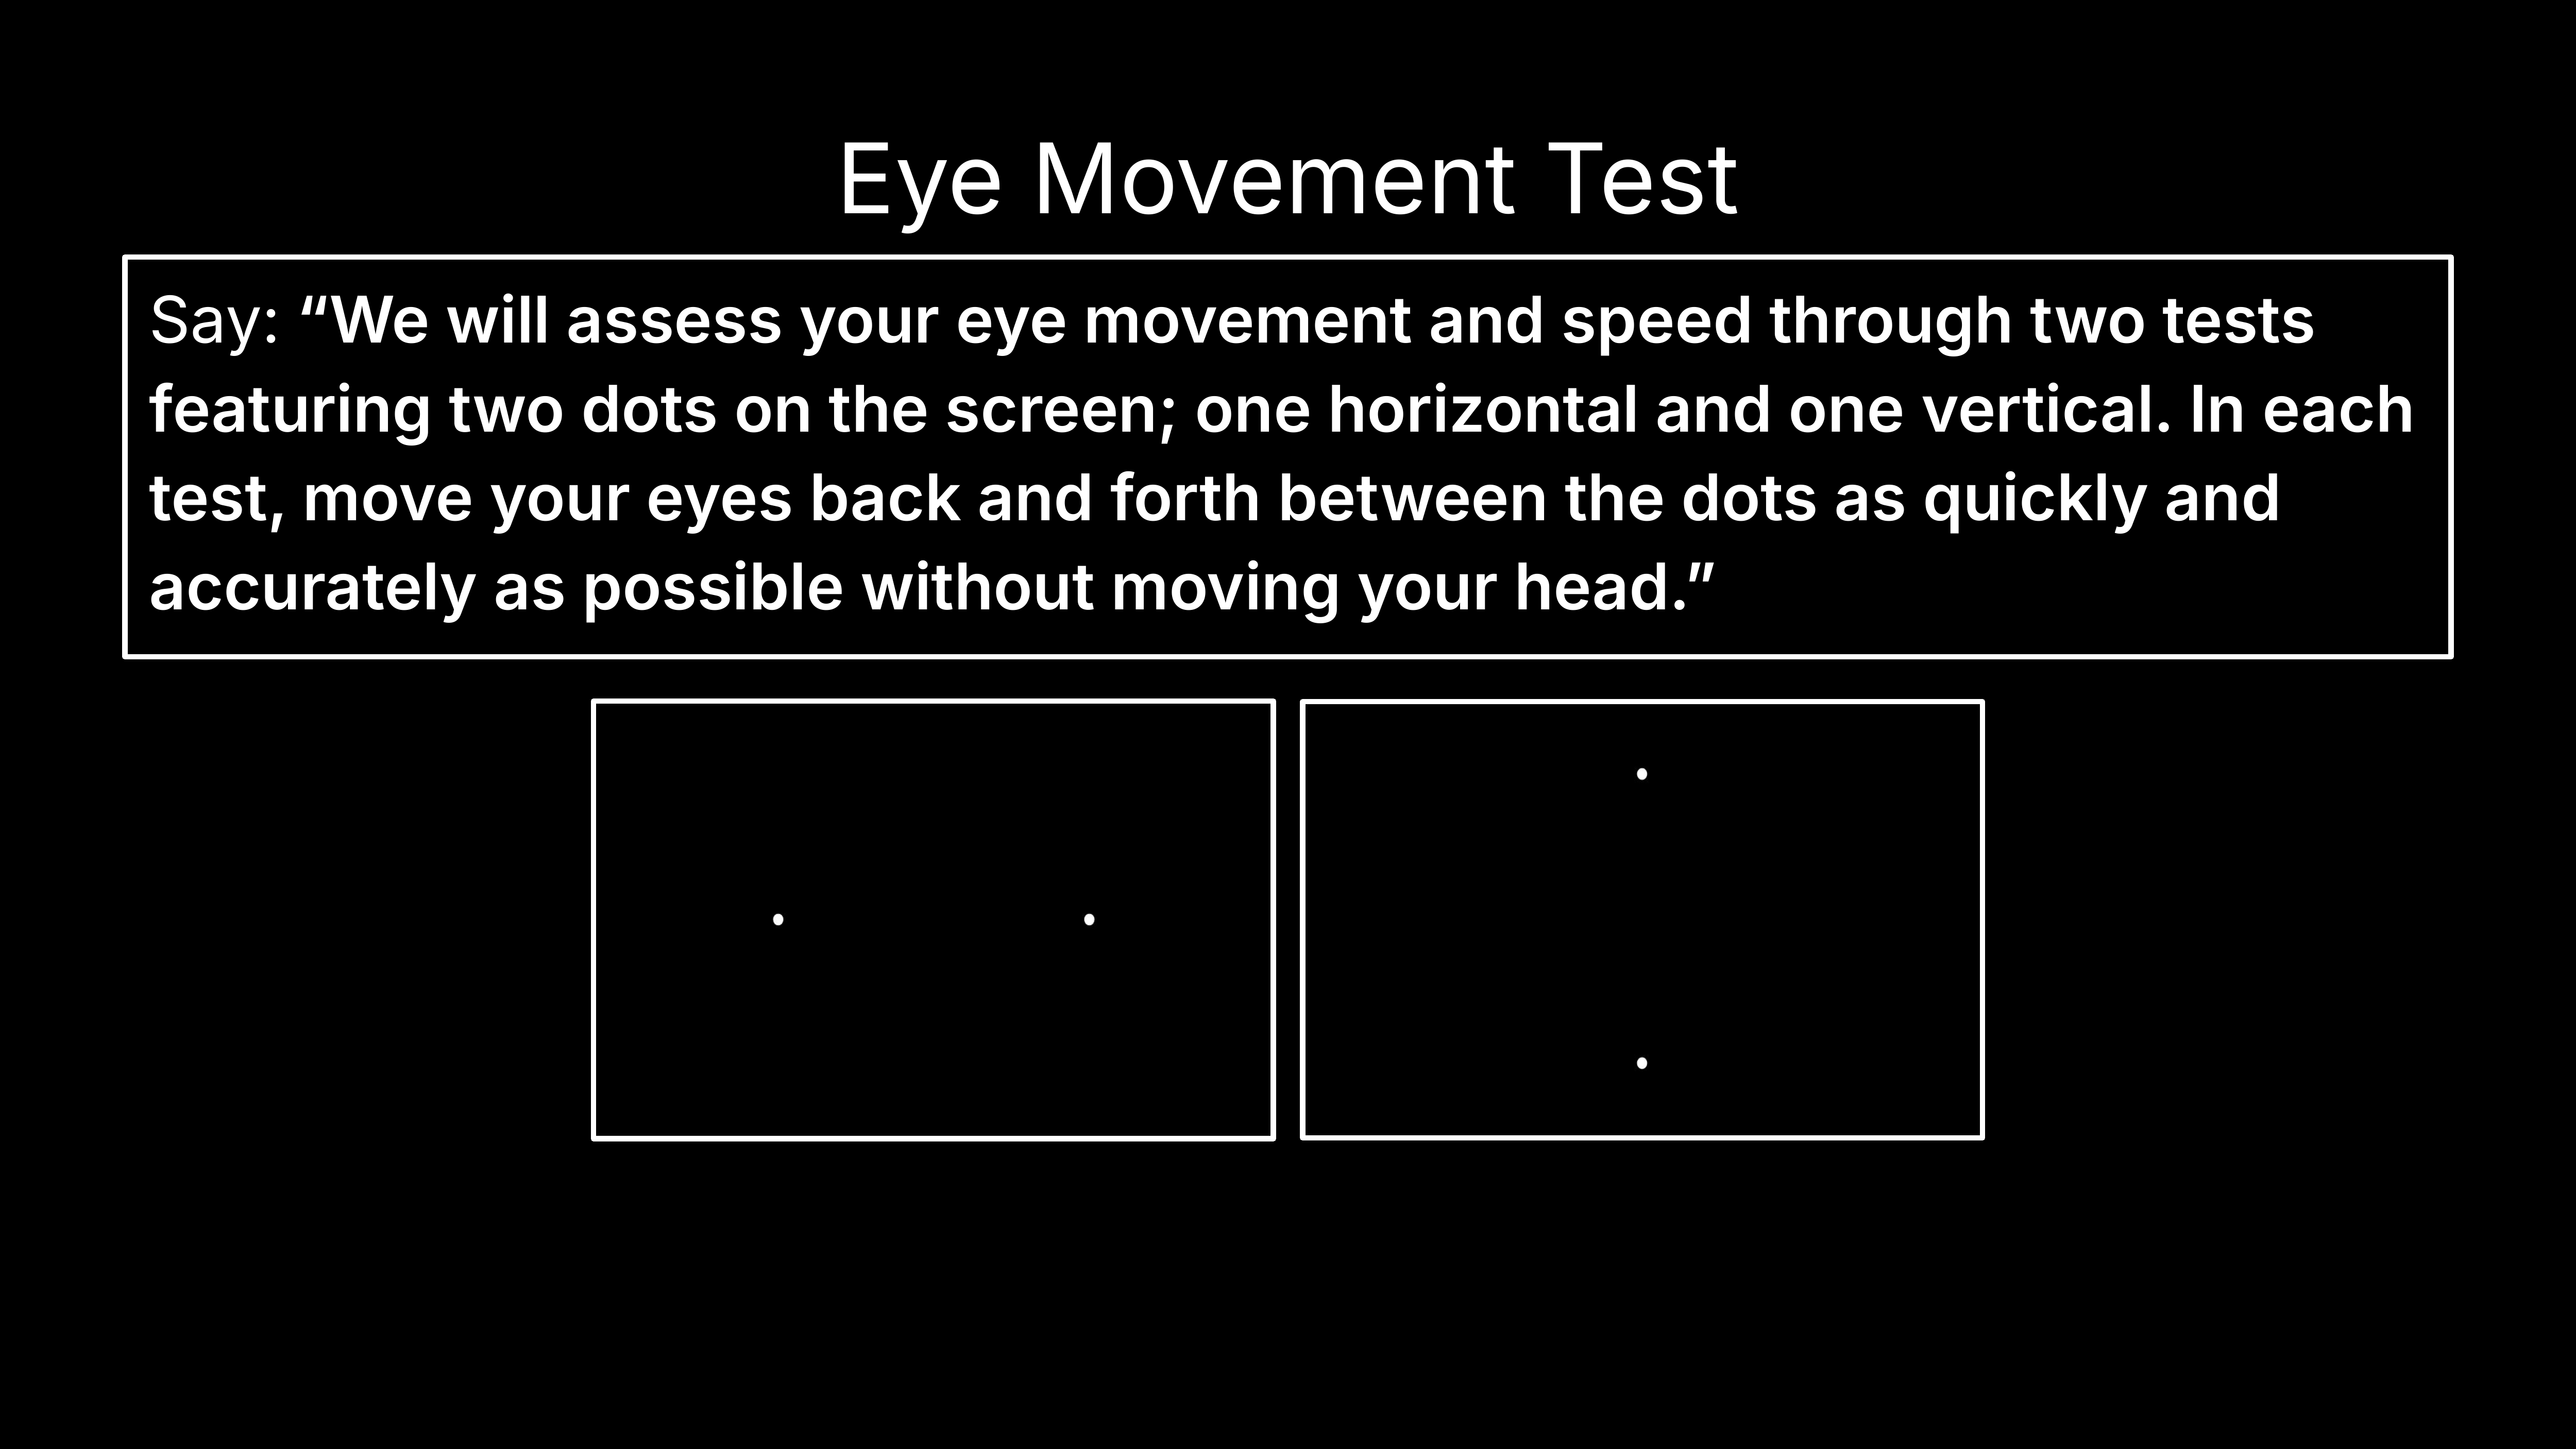 Eye Movement Test
Say: “We will assess your eye movement and speed through two tests
featuring two dots on the screen; one horizontal and one vertical. In each
test, move your eyes back and forth between the dots as quickly and
accurately as possible without moving your head.”